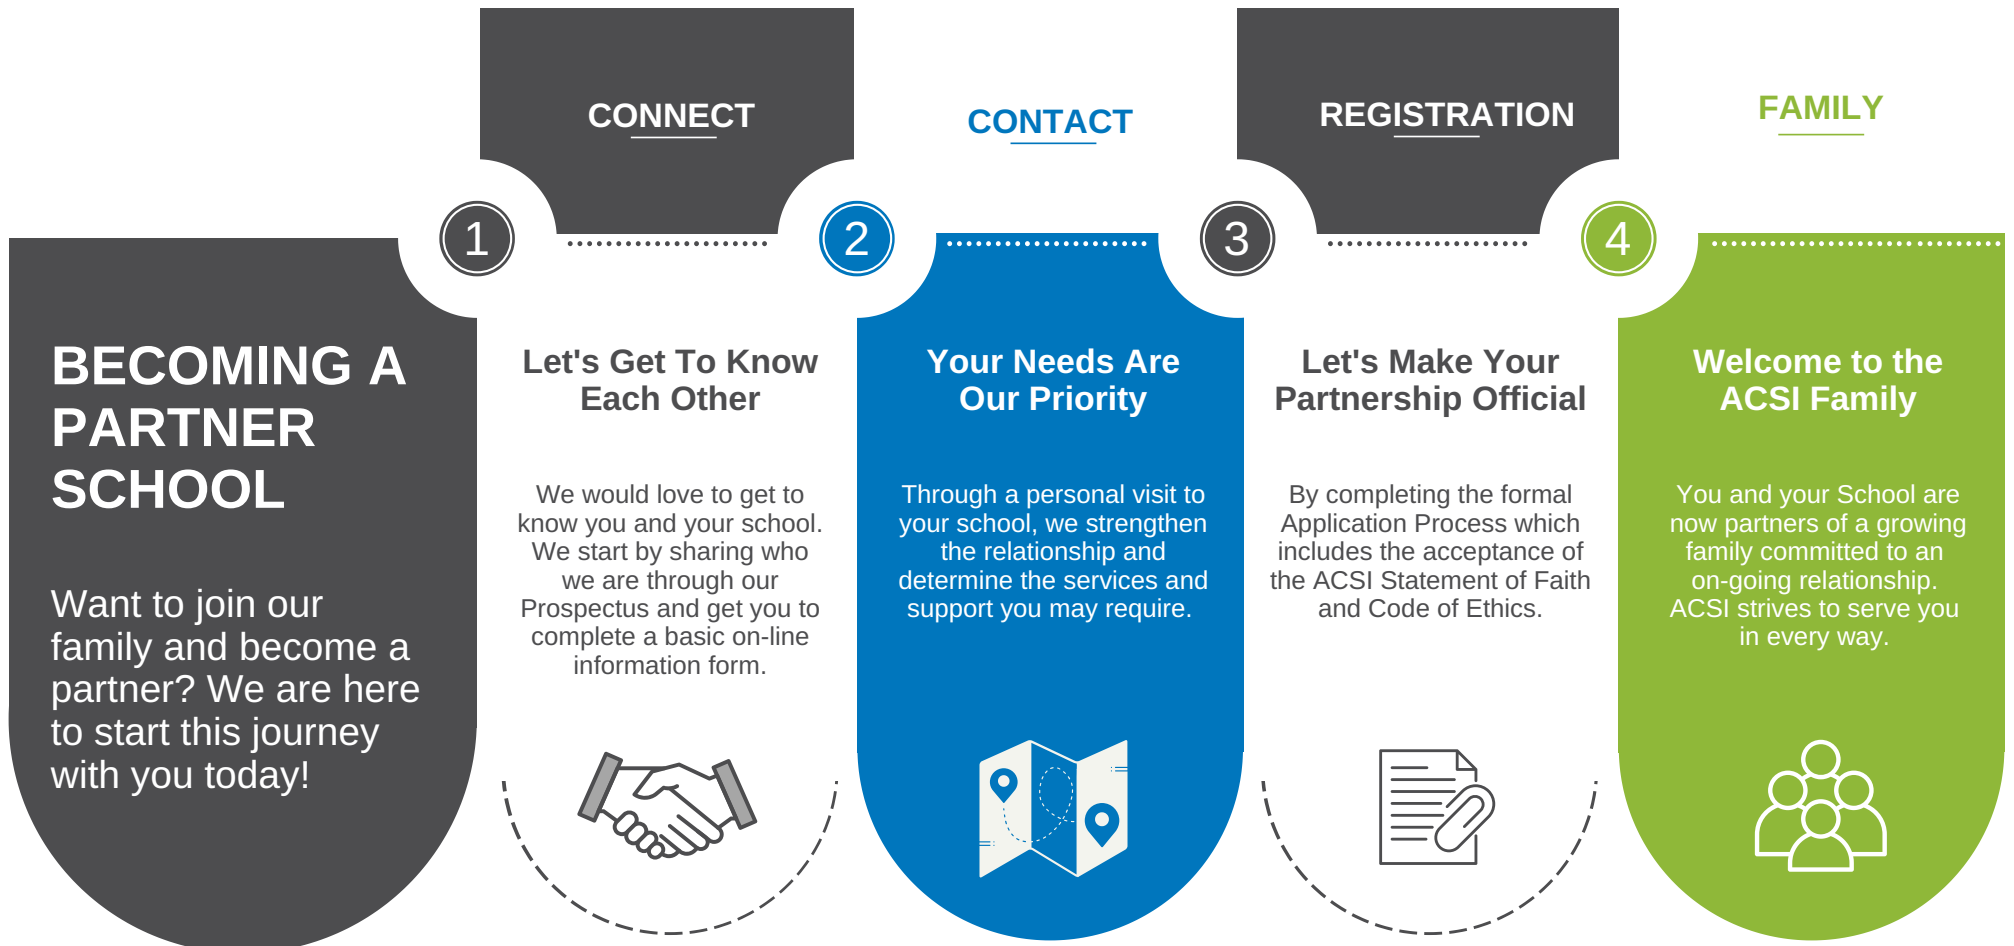 BECOMING A
PARTNER
SCHOOL
Want to join our
family and become a
partner? We are here
to start this journey
with you today!
CONNECT
1
Let's Get To Know
Each Other
We would love to get to
know you and your school.
We start by sharing who
we are through our
Prospectus and get you to
complete a basic on-line
information form.
CONTACT
2
Your Needs Are
Our Priority
Through a personal visit to
your school, we strengthen
the relationship and
determine the services and
support you may require.
REGISTRATION
3
Let's Make Your
Partnership Official
By completing the formal
Application Process which
includes the acceptance of
the ACSI Statement of Faith
and Code of Ethics.
FAMILY
4
Welcome to the
ACSI Family
You and your School are
now partners of a growing
family committed to an
on-going relationship.
ACSI strives to serve you
in every way.